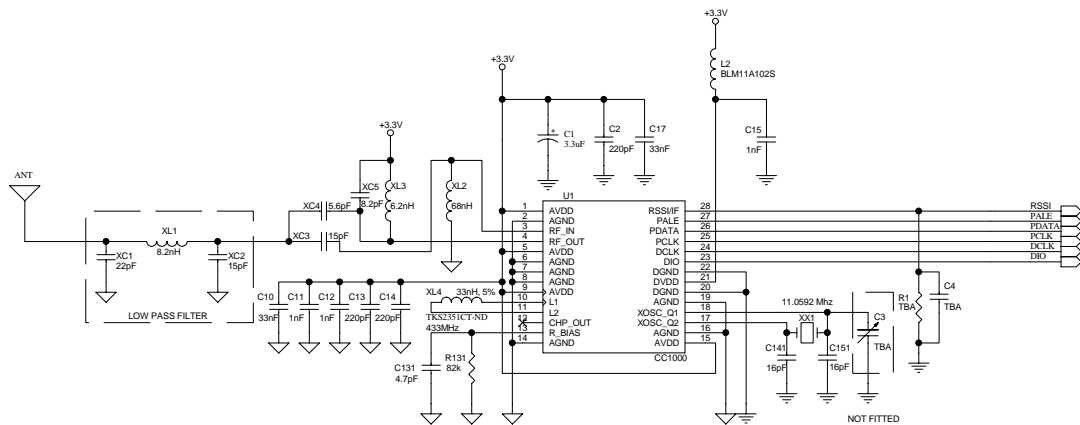 +3.3V
L2
BLM11A102S
+3.3V
C1
3.3uF
C2
220pF
C17
33nF
C15
1nF
+3.3V
ANT
XC5
8.2pF
XL3
6.2nH
XL2
68nH
XC4
5.6pF
XC3
15pF
XL1
8.2nH
XC1
22pF
XC2
15pF
LOW PASS FILTER
C10
33nF
C11
1nF
C12
1nF
C13
220pF
C14
220pF
XL4
33nH, 5%
TKS2351CT-ND
433MHz
C131
4.7pF
R131
82k
U1
1 AVDD
2 AGND
3 RF_IN
4 RF_OUT
5 AVDD
6 AGND
7 AGND
8 AGND
9 AVDD
10 L1
11 L2
12 CHP_OUT
13 R_BIAS
14 AGND
RSSI/IF 28
PALE 27
PDATA 26
PCLK 25
DCLK 24
DIO 23
DGND 22
DVDD 21
DGND 20
AGND 19
XOSC_Q1 18
XOSC_Q2 17
AGND 16
AVDD 15
CC1000
RSSI
PALE
PDATA
PCLK
DCLK
DIO
11.0592 Mhz
XX1
C141
16pF
C151
16pF
C3
TBA
R1
TBA
C4
TBA
NOT FITTED